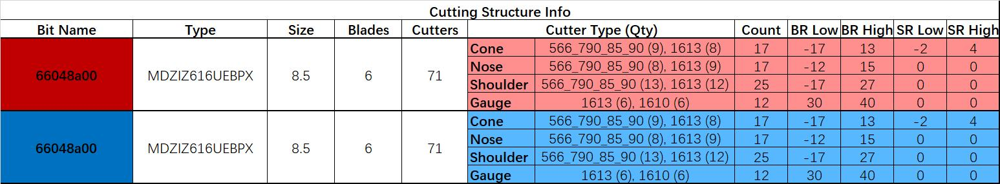 Cutting Structure Info
Bit Name Type Size Blades Cutters Cutter Type (Qty) Count BR Low BR High SR Low SR High
Cone 566_790_85_90 (9), 1613 (8) 17 -17 13 -2 4
Nose 566_790_85_90 (8), 1613 (9) 17 -12 15 0 0
66048a00 MDZIZ616UEBPX 8.5 6 71
Shoulder 566_790_85_90 (13), 1613 (12) 25 -17 27 0 0
Gauge 1613 (6), 1610 (6) 12 30 40 0 0
Cone 566_790_85_90 (9), 1613 (8) 17 -17 13 -2 4
Nose 566_790_85_90 (8), 1613 (9) 17 -12 15 0 0
66048a00 MDZIZ616UEBPX 8.5 6 71
Shoulder 566_790_85_90 (13), 1613 (12) 25 -17 27 0 0
Gauge 1613 (6), 1610 (6) 12 30 40 0 0